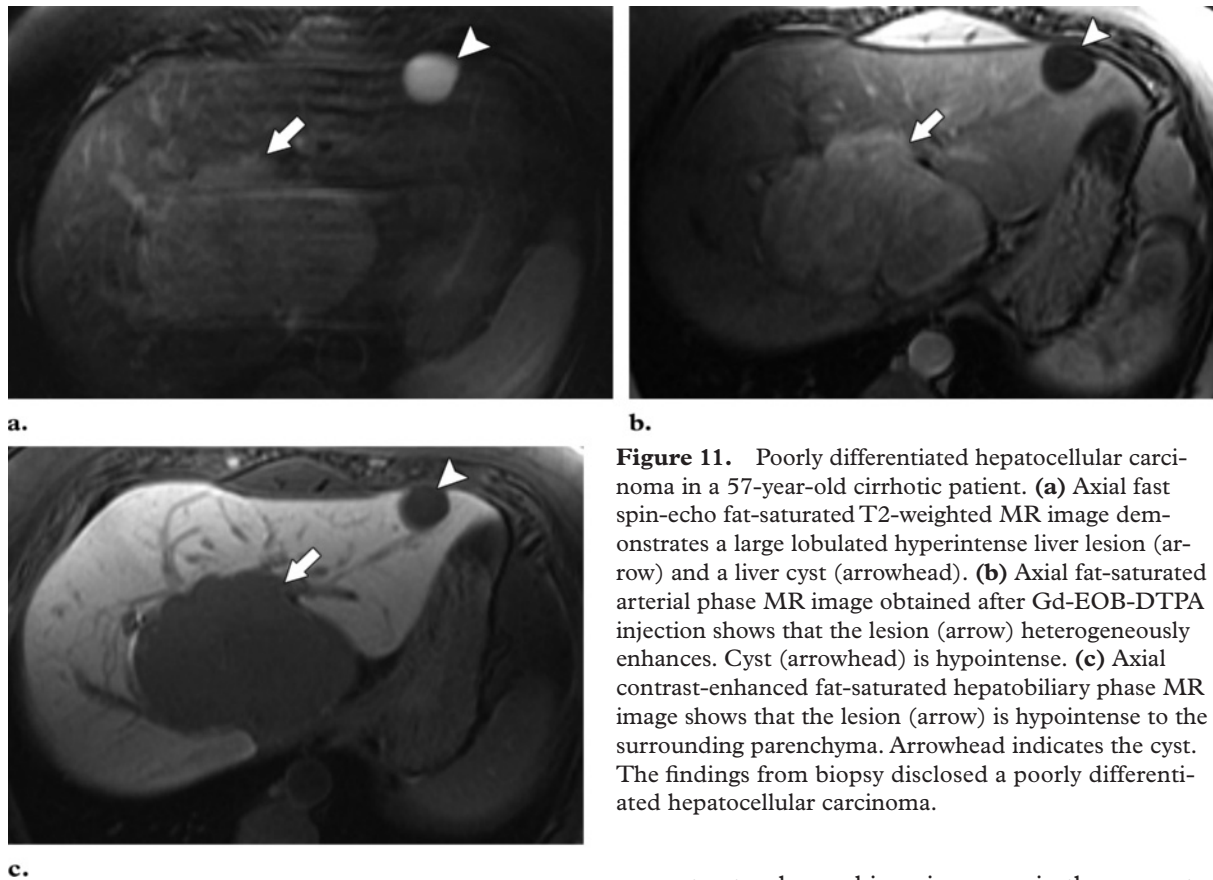 a.
b.
c.
Figure 11. Poorly differentiated hepatocellular carci-
noma in a 57-year-old cirrhotic patient. (a) Axial fast
spin-echo fat-saturated T2-weighted MR image dem-
onstrates a large lobulated hyperintense liver lesion (ar-
row) and a liver cyst (arrowhead). (b) Axial fat-saturated
arterial phase MR image obtained after Gd-EOB-DTPA
injection shows that the lesion (arrow) heterogeneously
enhances. Cyst (arrowhead) is hypointense. (c) Axial
contrast-enhanced fat-saturated hepatobiliary phase MR
image shows that the lesion (arrow) is hypointense to the
surrounding parenchyma. Arrowhead indicates the cyst.
The findings from biopsy disclosed a poorly differenti-
ated hepatocellular carcinoma.